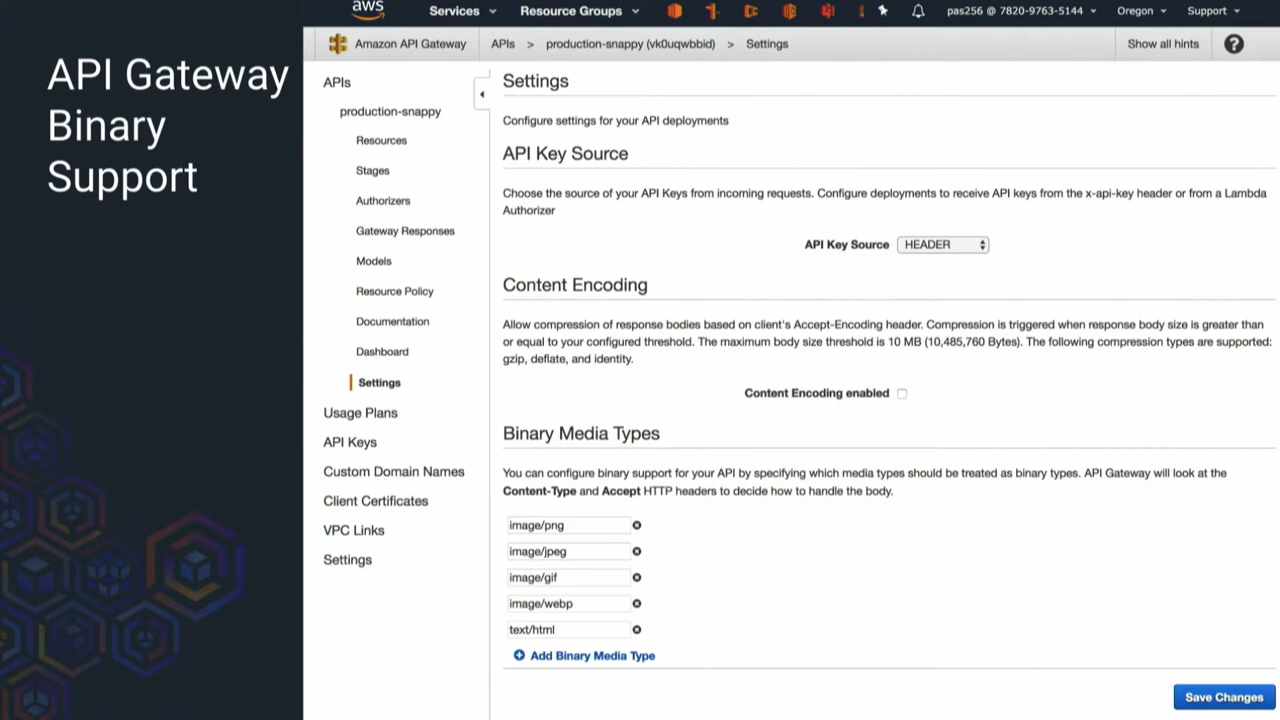 API Gateway
Binary
Support
aws
Services
Resource Groups
pas256 @ 7820-9763-5144
Oregon
Support
Amazon API Gateway
APIs > production-snappy (vk0uqwbbid) > Settings
Show all hints
?
APIs
production-snappy
Resources
Stages
Authorizers
Gateway Responses
Models
Resource Policy
Documentation
Dashboard
Settings
Usage Plans
API Keys
Custom Domain Names
Client Certificates
VPC Links
Settings
Settings
Configure settings for your API deployments
API Key Source
Choose the source of your API Keys from incoming requests. Configure deployments to receive API keys from the x-api-key header or from a Lambda
Authorizer
API Key Source HEADER
Content Encoding
Allow compression of response bodies based on client's Accept-Encoding header. Compression is triggered when response body size is greater than
or equal to your configured threshold. The maximum body size threshold is 10 MB (10,485,760 Bytes). The following compression types are supported:
gzip, deflate, and identity.
Content Encoding enabled
Binary Media Types
You can configure binary support for your API by specifying which media types should be treated as binary types. API Gateway will look at the
Content-Type and Accept HTTP headers to decide how to handle the body.
image/png
image/jpeg
image/gif
image/webp
text/html
Add Binary Media Type
Save Changes